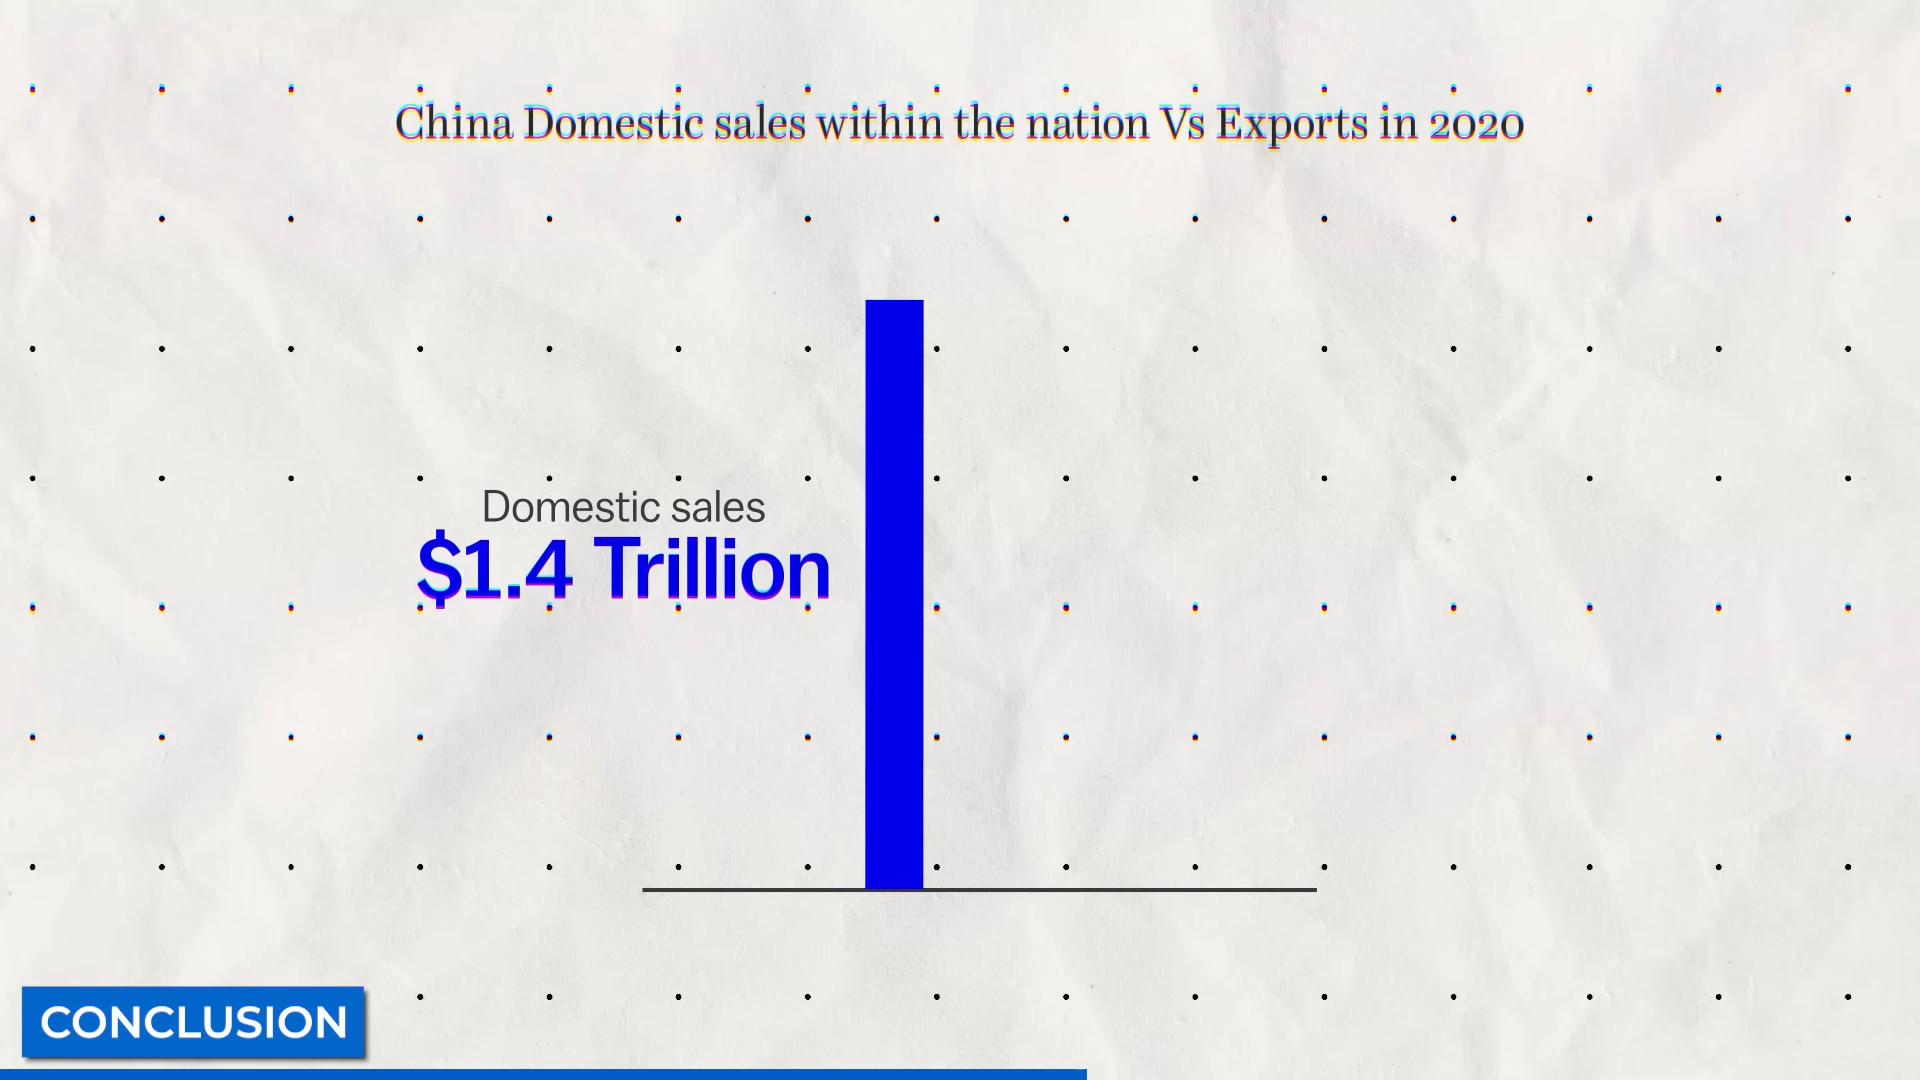 China Domestic sales within the nation Vs Exports in 2020
Domestic sales
$1.4 Trillion
CONCLUSION